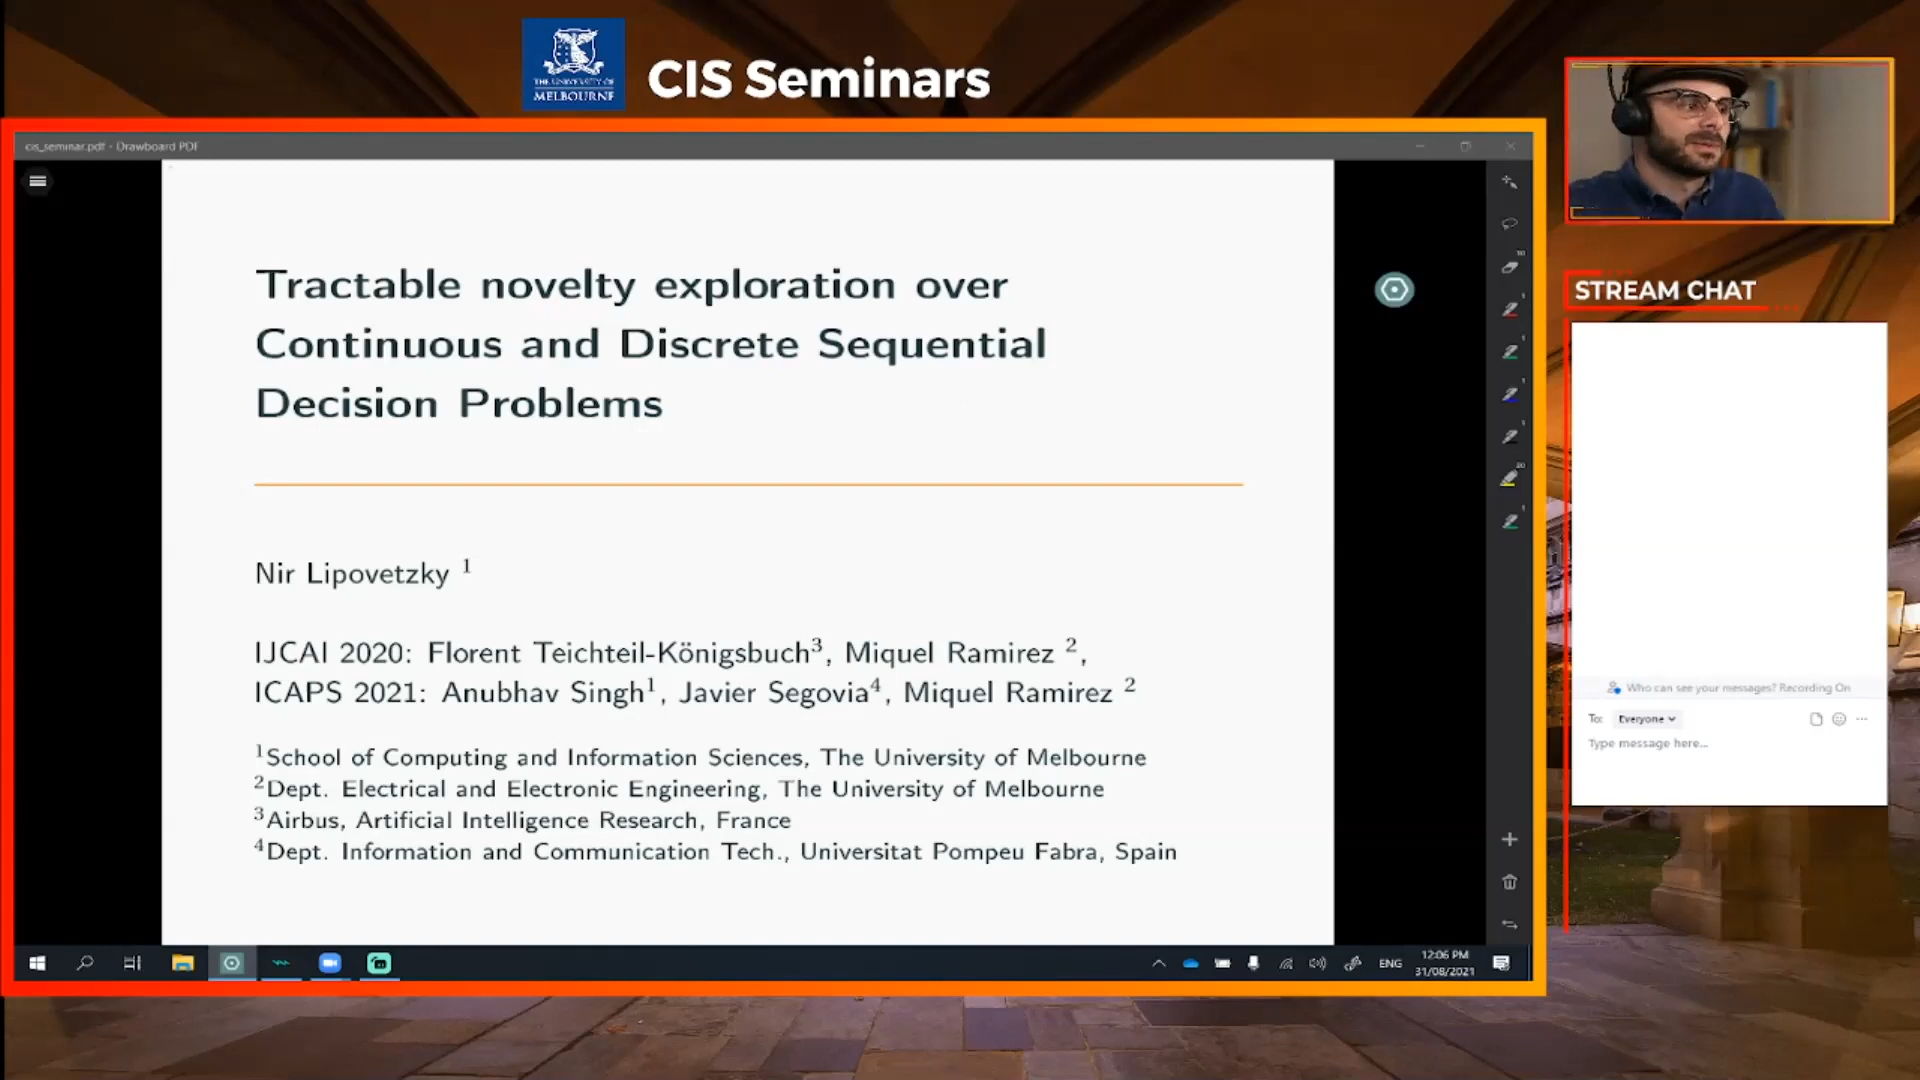 THE UNIVERSITY OF
MELBOURNE
CIS Seminars
cis_seminar.pdf - Drawboard PDF
Tractable novelty exploration over
Continuous and Discrete Sequential
Decision Problems
Nir Lipovetzky 1
IJCAI 2020: Florent Teichteil-Königsbuch3, Miquel Ramirez 2,
ICAPS 2021: Anubhav Singh1, Javier Segovia4, Miquel Ramirez 2
1School of Computing and Information Sciences, The University of Melbourne
2Dept. Electrical and Electronic Engineering, The University of Melbourne
3Airbus, Artificial Intelligence Research, France
4Dept. Information and Communication Tech., Universitat Pompeu Fabra, Spain
ENG
12:06 PM
31/08/2021
STREAM CHAT
Who can see your messages? Recording On
To: Everyone
Type message here...